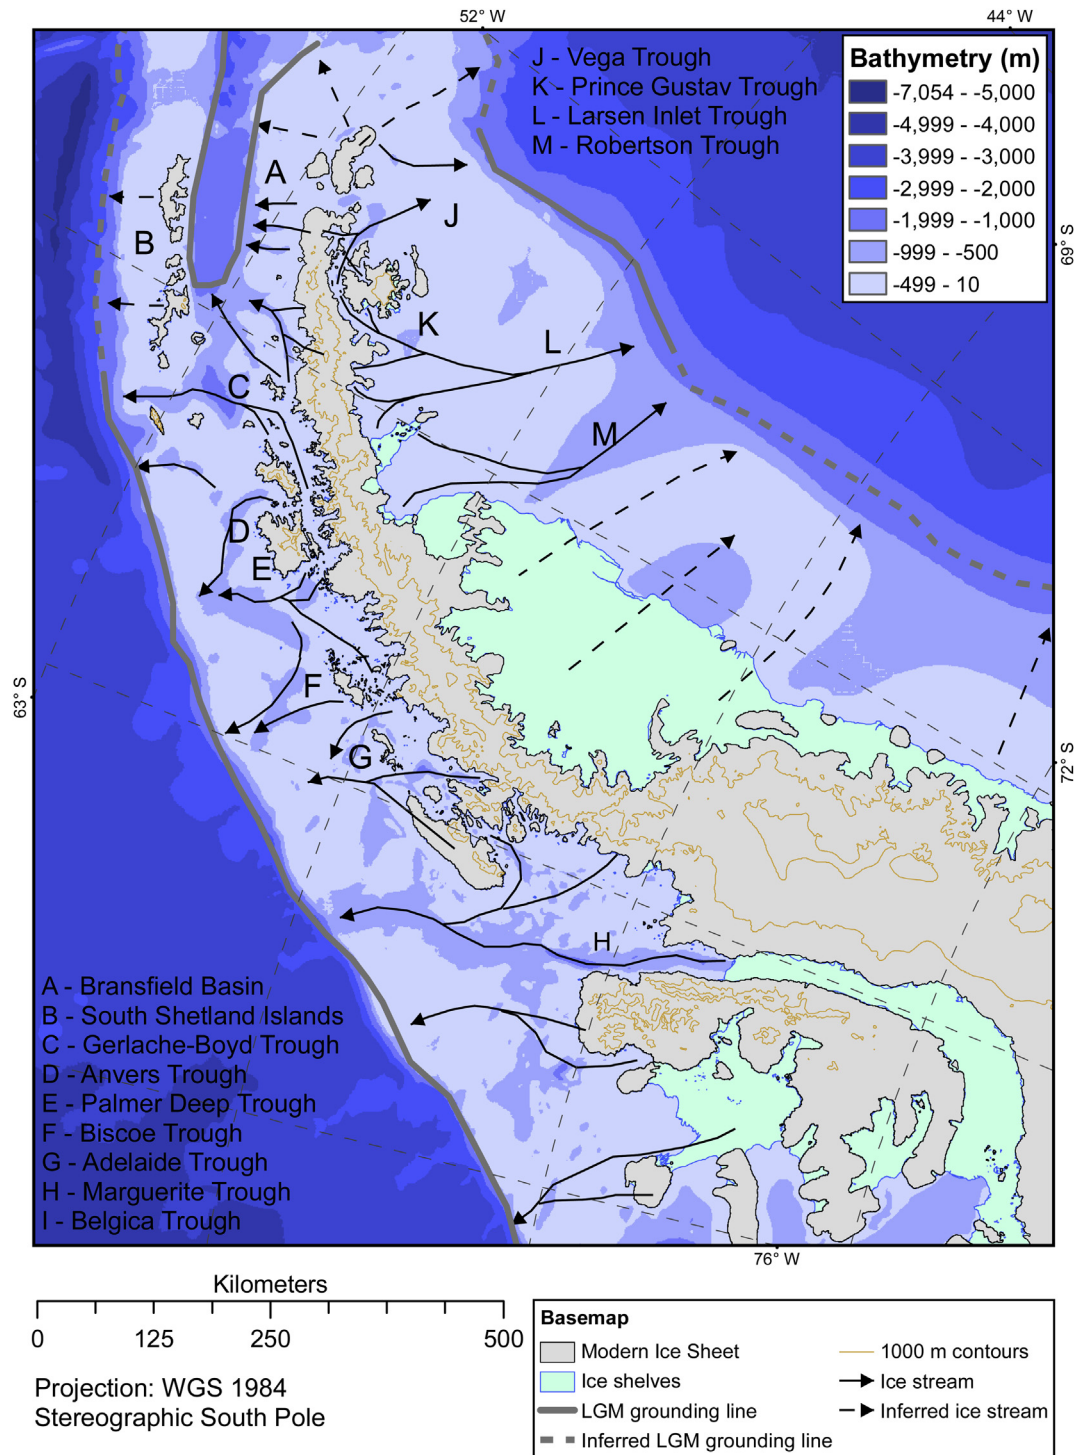 52° W
44° W
J - Vega Trough
K - Prince Gustav Trough
L - Larsen Inlet Trough
M - Robertson Trough
Bathymetry (m)
-7,054 - -5,000
-4,999 - -4,000
-3,999 - -3,000
-2,999 - -2,000
-1,999 - -1,000
-999 - -500
-499 - 10
A
J
B
69° S
K
L
C
M
D
E
F
63° S
G
72° S
H
A - Bransfield Basin
B - South Shetland Islands
C - Gerlache-Boyd Trough
D - Anvers Trough
E - Palmer Deep Trough
F - Biscoe Trough
G - Adelaide Trough
H - Marguerite Trough
I - Belgica Trough
76° W
Kilometers
0 125 250 500
Projection: WGS 1984
Stereographic South Pole
Basemap
Modern Ice Sheet
Ice shelves
LGM grounding line
Inferred LGM grounding line
1000 m contours
Ice stream
Inferred ice stream